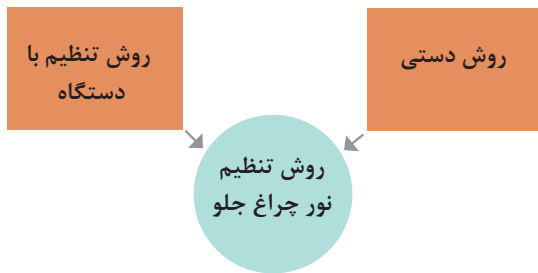 روش دستی
روش تنظیم با
دستگاه
روش تنظیم
نور چراغ جلو